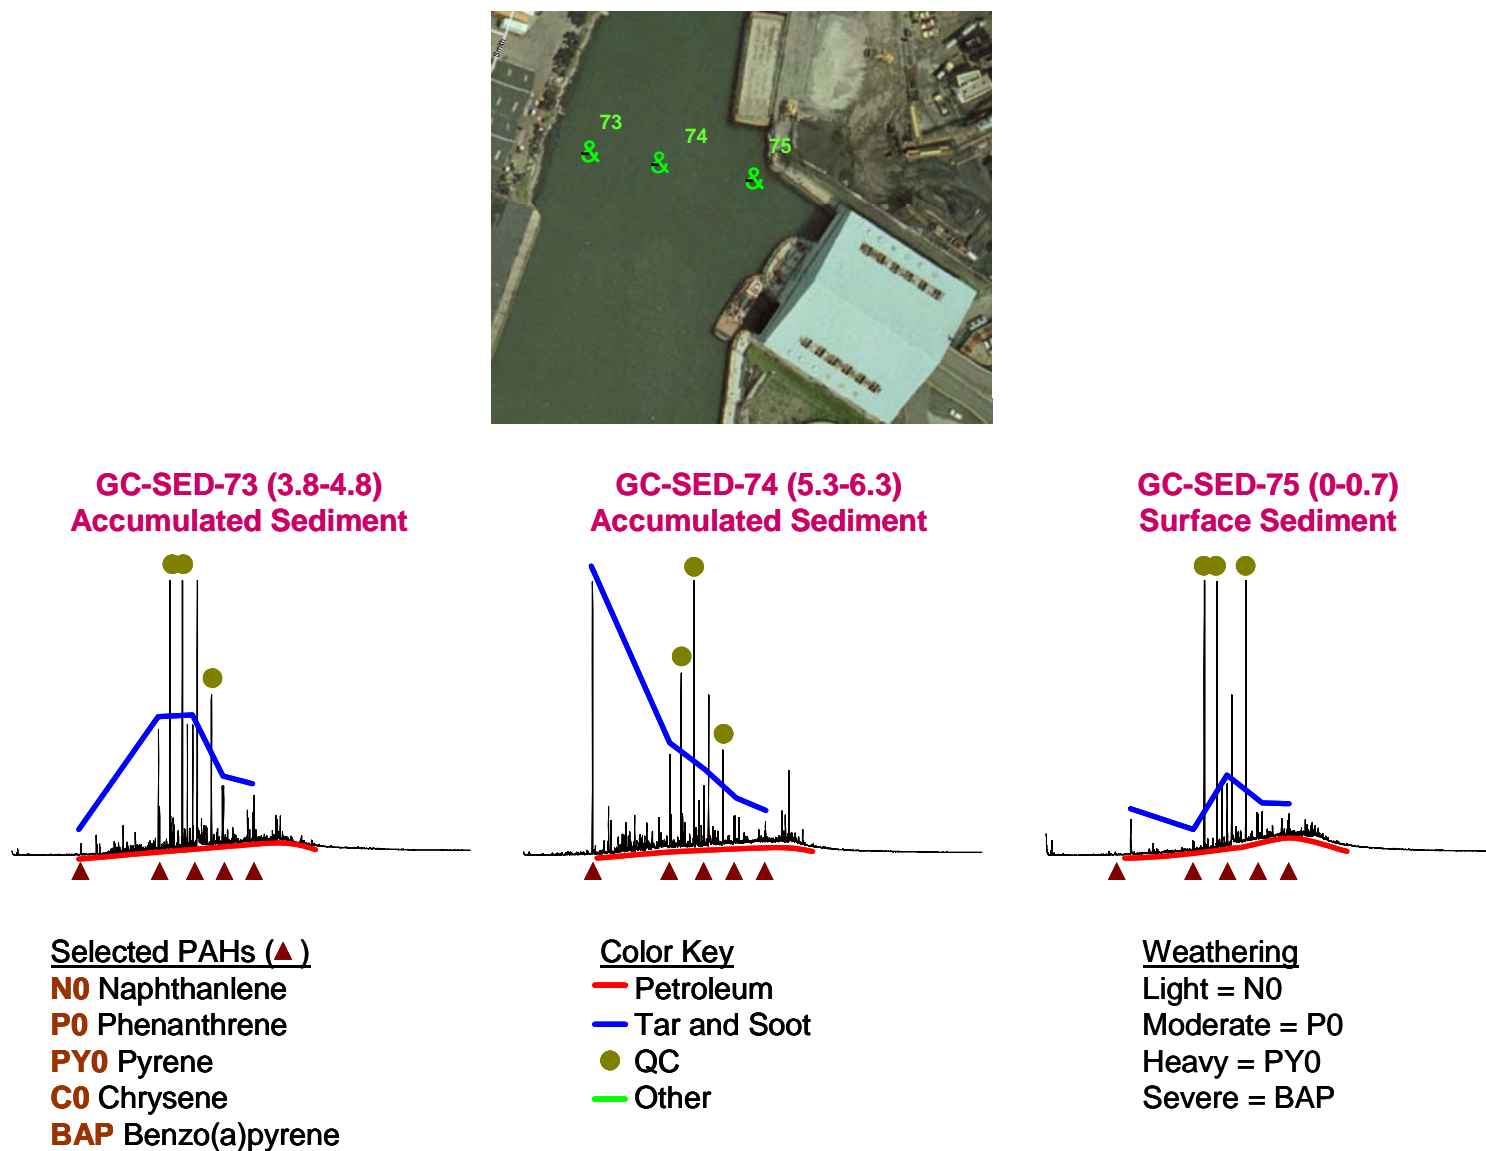 Smith
73
74
75
&
&
&
GC-SED-73 (3.8-4.8)
Accumulated Sediment
GC-SED-74 (5.3-6.3)
Accumulated Sediment
GC-SED-75 (0-0.7)
Surface Sediment
Selected PAHs (▲)
N0 Naphthanlene
P0 Phenanthrene
PY0 Pyrene
C0 Chrysene
BAP Benzo(a)pyrene
Color Key
Petroleum
Tar and Soot
QC
Other
Weathering
Light = N0
Moderate = P0
Heavy = PY0
Severe = BAP